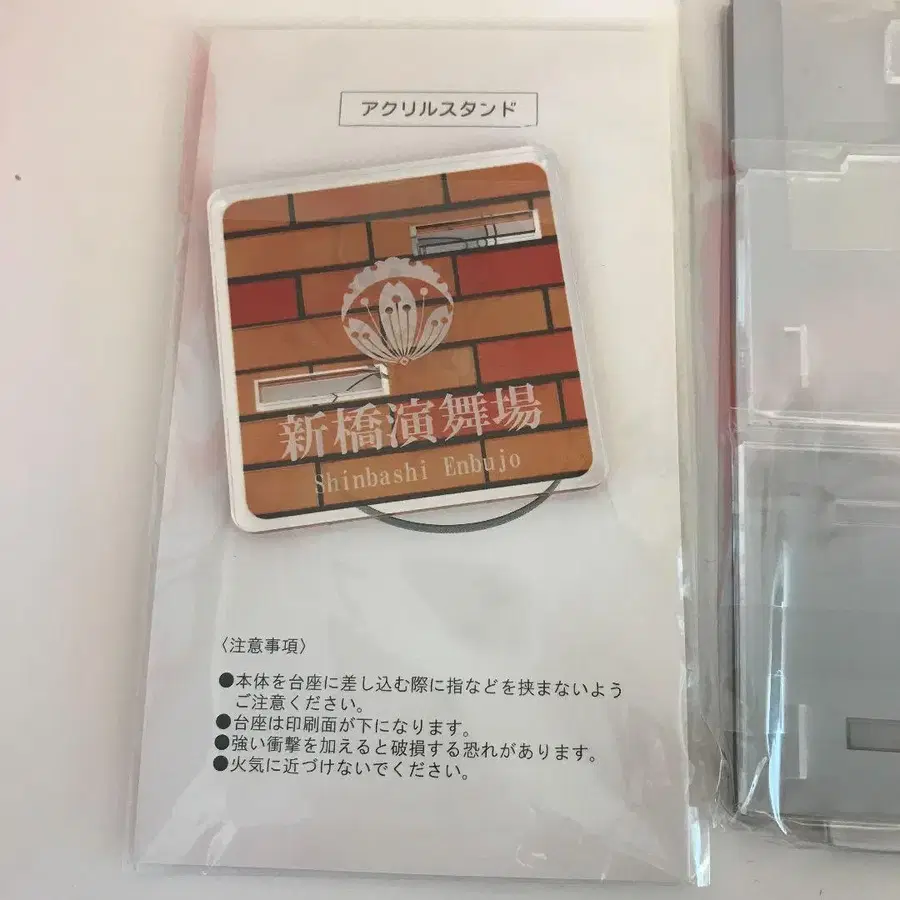 アクリルスタンド
新橋演舞場
Shinbashi Enbujo
〈注意事項〉
●本体を台座に差し込む際に指などを挟まないよう
ご注意ください。
●台座は印刷面が下になります。
●強い衝撃を加えると破損する恐れがあります。
●火気に近づけないでください。